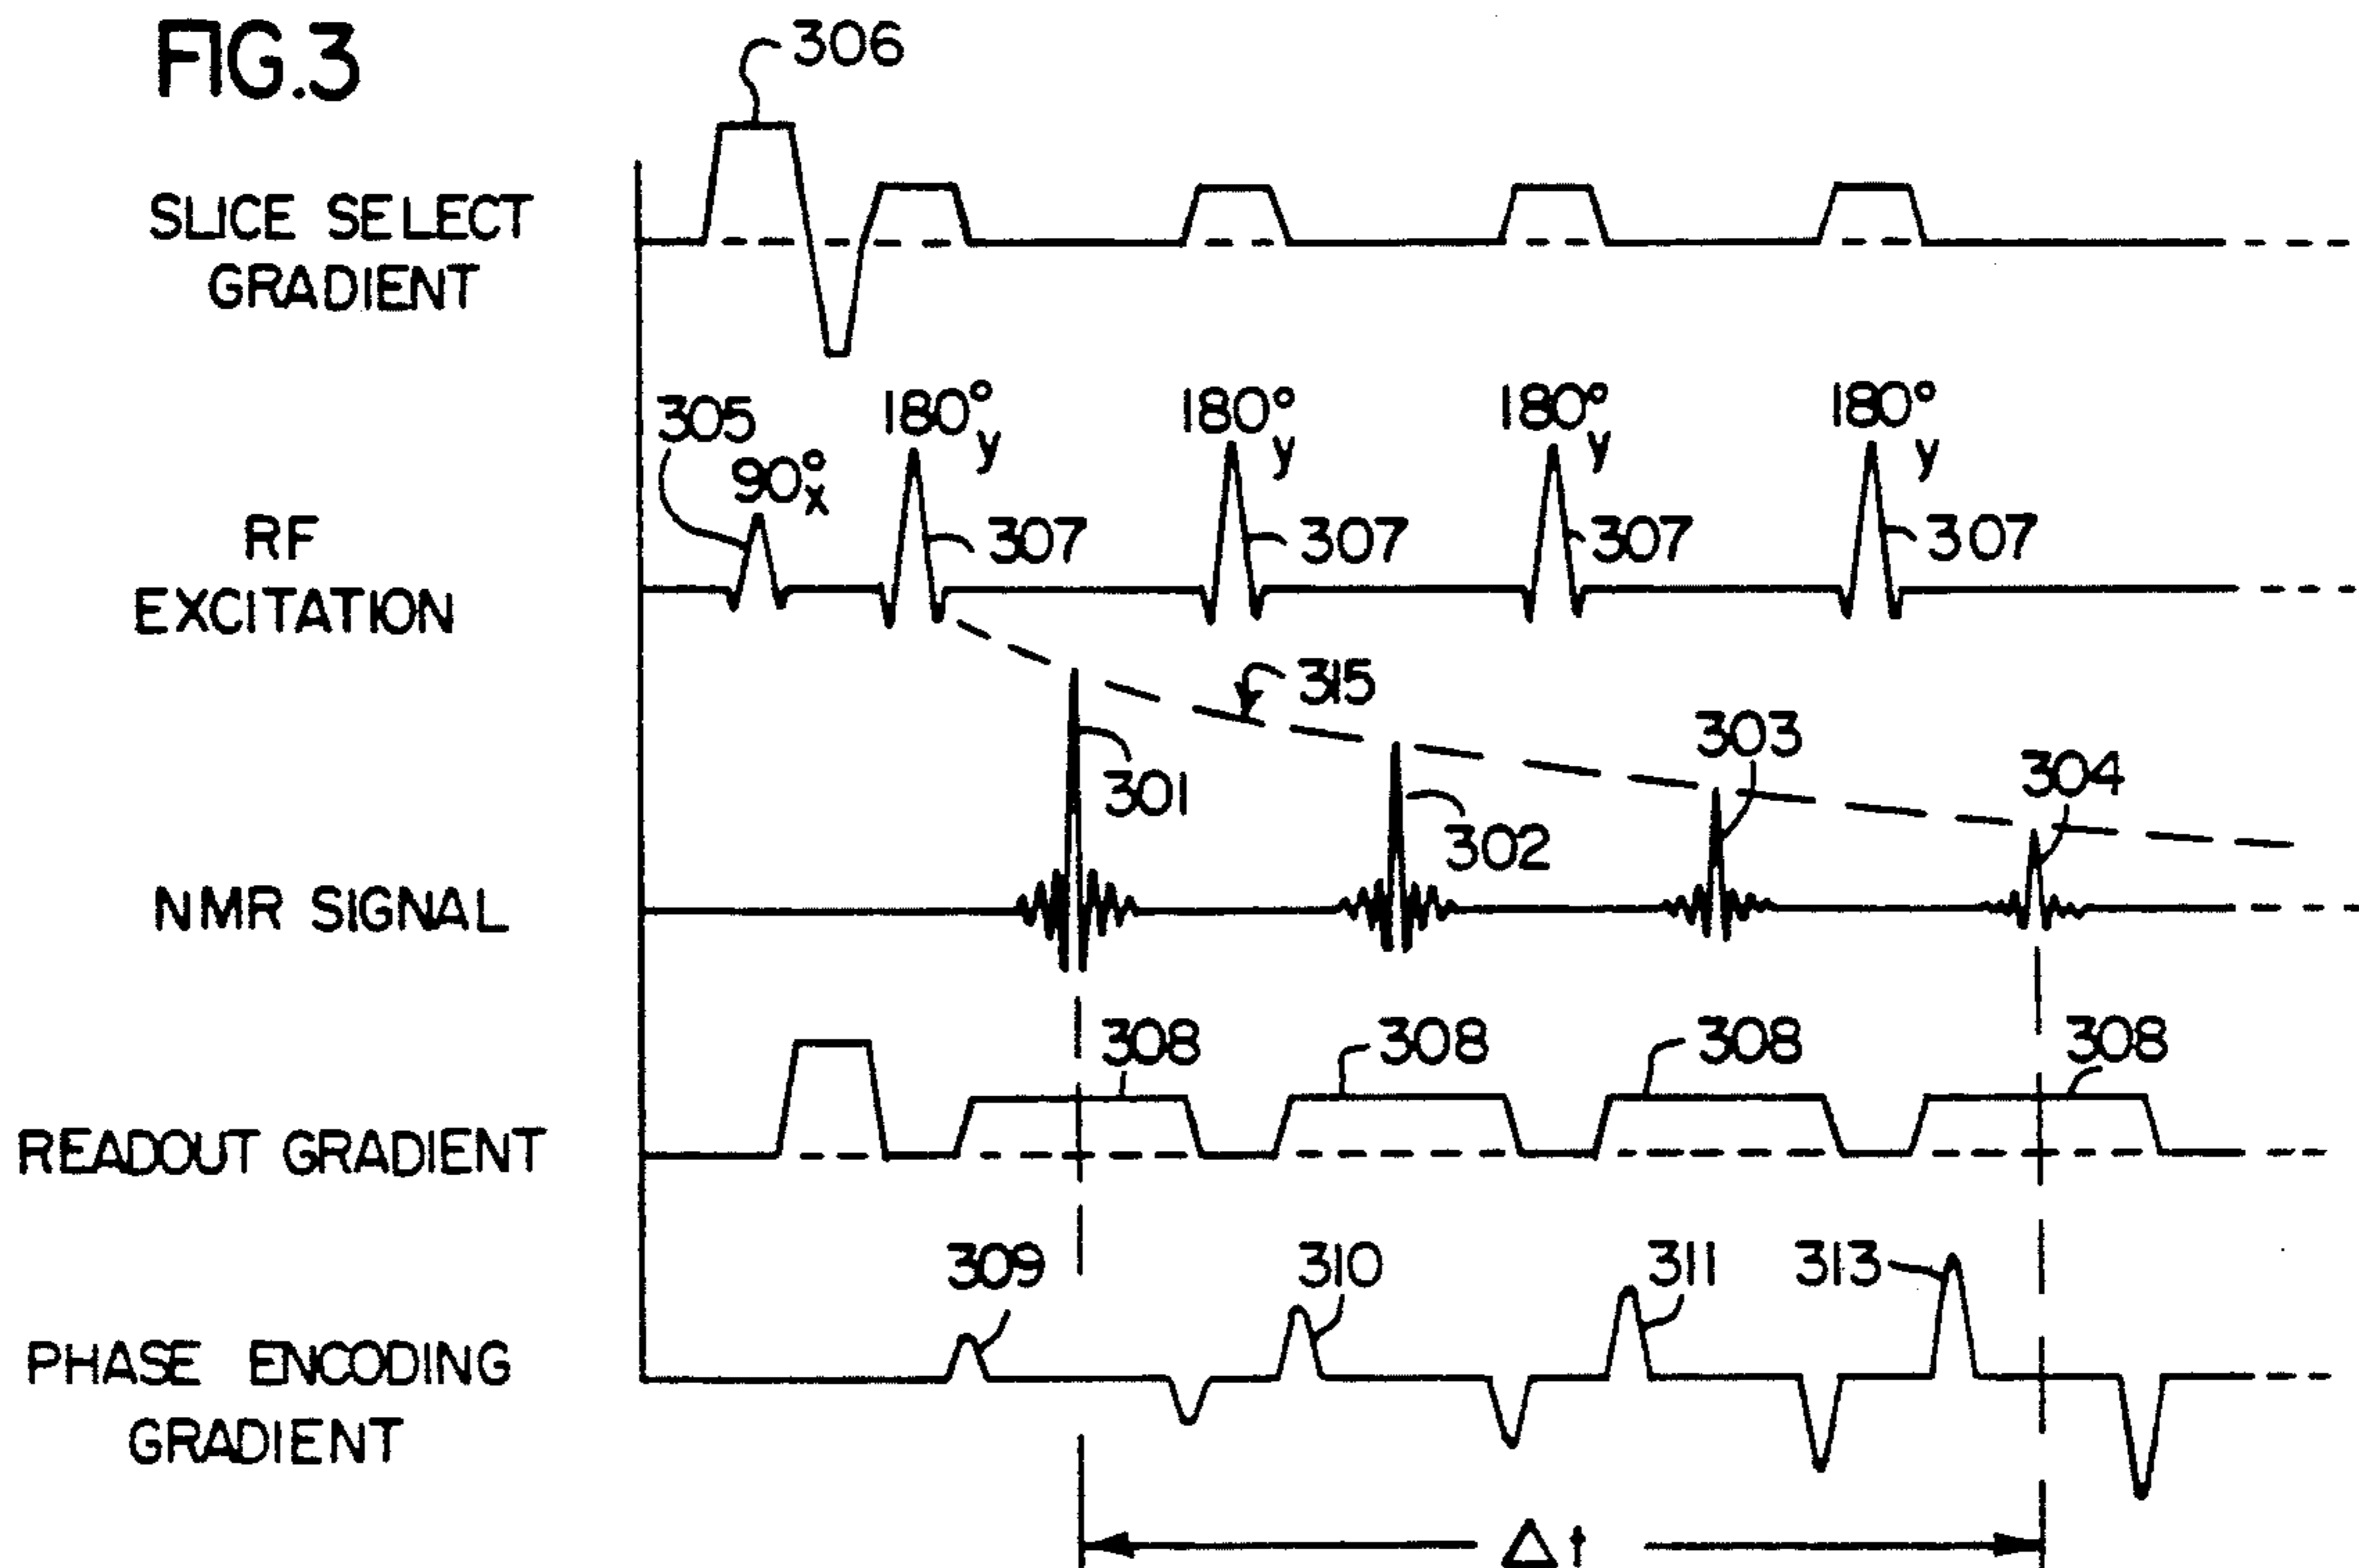 FIG.3
306
SLICE SELECT
GRADIENT
305
90°x
180°y
180°y
180°y
180°y
307
307
307
307
RF
EXCITATION
315
301
302
303
304
NMR SIGNAL
308
308
308
308
READOUT GRADIENT
309
310
311
313
PHASE ENCODING
GRADIENT
Δt